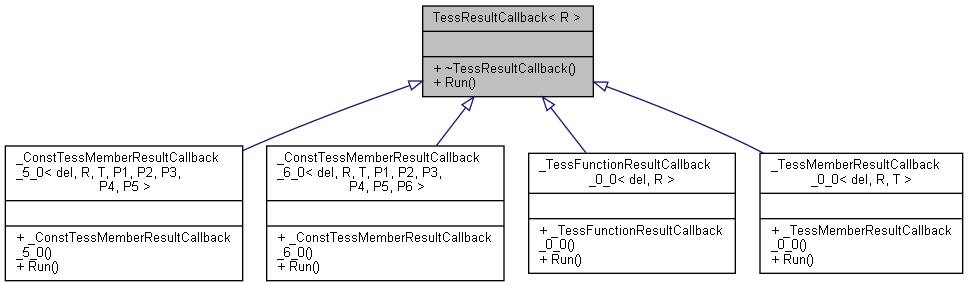 TessResultCallback< R >
+ ~TessResultCallback()
+ Run()
_ConstTessMemberResultCallback
_5_0< del, R, T, P1, P2, P3,
P4, P5 >
+ _ConstTessMemberResultCallback
_5_0()
+ Run()
_ConstTessMemberResultCallback
_6_0< del, R, T, P1, P2, P3,
P4, P5, P6 >
+ _ConstTessMemberResultCallback
_6_0()
+ Run()
_TessFunctionResultCallback
_0_0< del, R >
+ _TessFunctionResultCallback
_0_0()
+ Run()
_TessMemberResultCallback
_0_0< del, R, T >
+ _TessMemberResultCallback
_0_0()
+ Run()